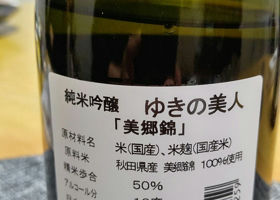 純米吟醸　ゆきの美人
「美郷錦」
原材料名　米(国産)、米麹(国産米)
原料米　秋田県産 美郷錦 100%使用
精米歩合　50%
アルコール分